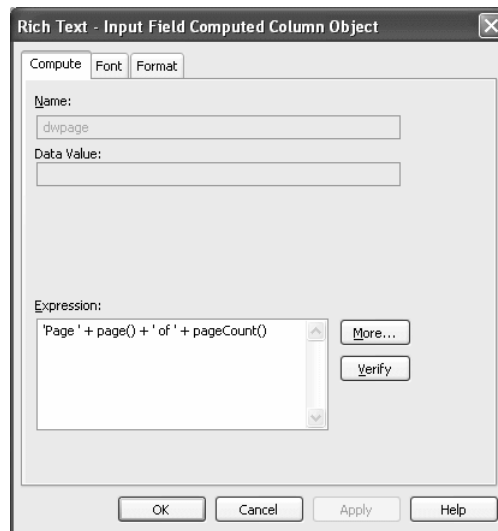 Rich Text - Input Field Computed Column Object
Compute Font Format
Name:
dwpage
Data Value:
Expression:
'Page ' + page() + ' of ' + pageCount()
More...
Verify
OK Cancel Apply Help